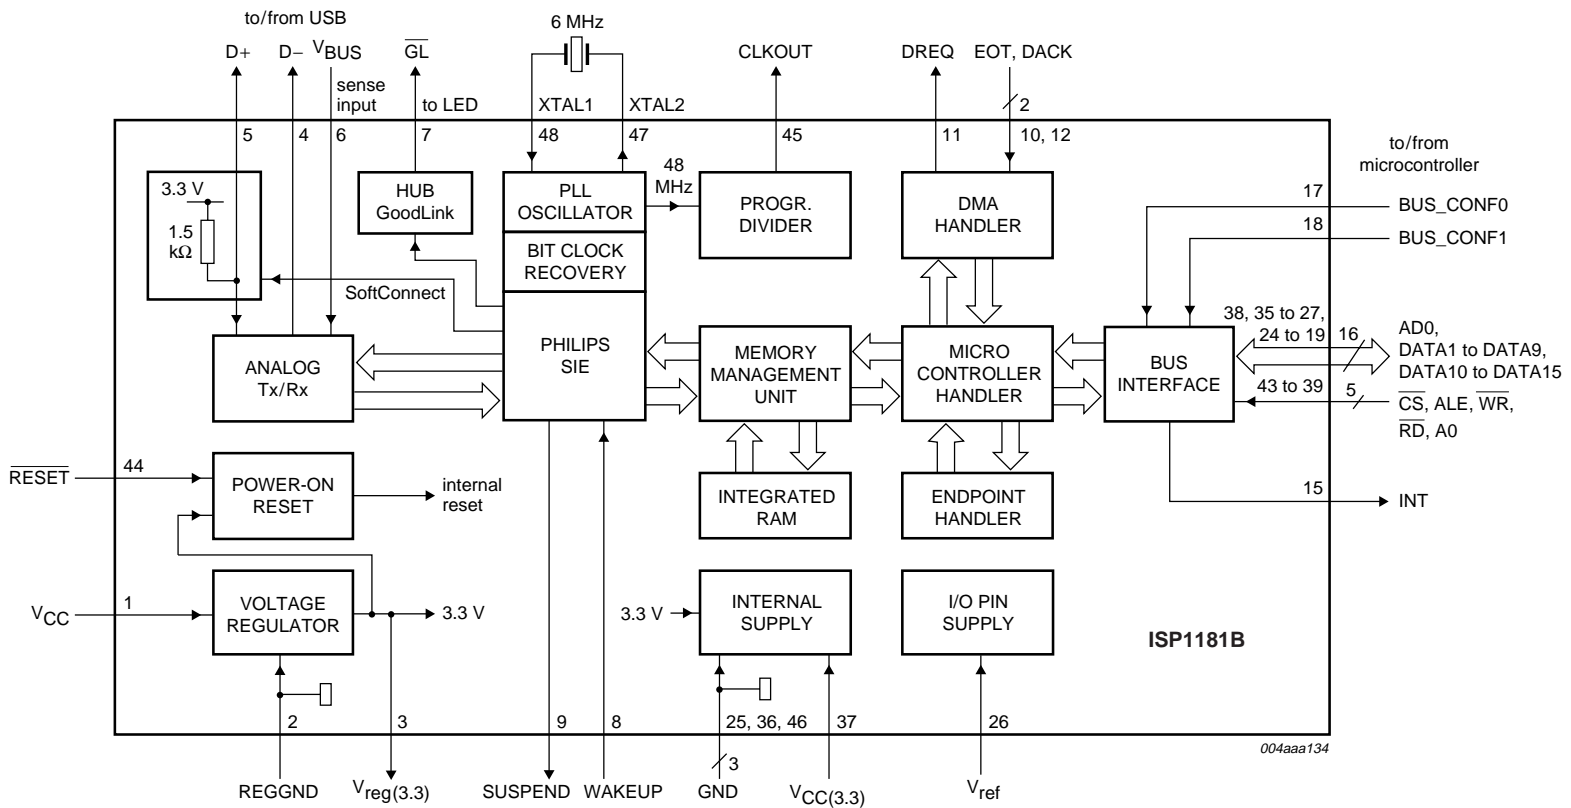 to/from USB
D+
D−
VBUS
GL
6 MHz
CLKOUT
DREQ
EOT, DACK
sense
input
to LED
XTAL1
XTAL2
2
5
4
6
7
48
47
45
11
10, 12
to/from
microcontroller
3.3 V
1.5
kΩ
HUB
GoodLink
PLL
OSCILLATOR
48
MHz
PROGR.
DIVIDER
DMA
HANDLER
17
BUS_CONF0
18
BUS_CONF1
BIT CLOCK
RECOVERY
SoftConnect
ANALOG
Tx/Rx
PHILIPS
SIE
MEMORY
MANAGEMENT
UNIT
MICRO
CONTROLLER
HANDLER
BUS
INTERFACE
38, 35 to 27,
24 to 19
16
AD0,
DATA1 to DATA9,
DATA10 to DATA15
43 to 39
5
CS, ALE, WR,
RD, A0
RESET
44
POWER-ON
RESET
internal
reset
INTEGRATED
RAM
ENDPOINT
HANDLER
15
INT
VCC
1
VOLTAGE
REGULATOR
3.3 V
3.3 V
INTERNAL
SUPPLY
I/O PIN
SUPPLY
ISP1181B
2
3
9
8
25, 36, 46
37
26
004aaa134
3
REGGND
Vreg(3.3)
SUSPEND
WAKEUP
GND
VCC(3.3)
Vref